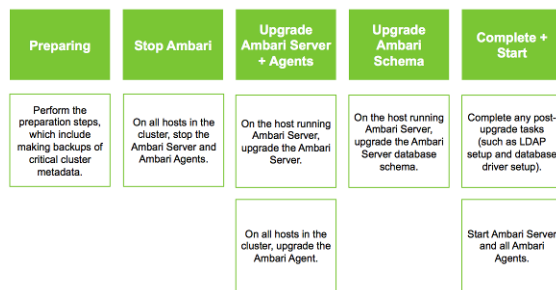 Preparing
Stop Ambari
Upgrade
Ambari Server
+ Agents
Upgrade
Ambari
Schema
Complete +
Start
Perform the
preparation steps,
which include
making backups of
critical cluster
metadata.
On all hosts in the
cluster, stop the
Ambari Server and
Ambari Agents.
On the host running
Ambari Server,
upgrade the Ambari
Server.
On the host running
Ambari Server,
upgrade the Ambari
Server database
schema.
Complete any post-
upgrade tasks
(such as LDAP
setup and database
driver setup).
On all hosts in the
cluster, upgrade the
Ambari Agent.
Start Ambari Server
and all Ambari
Agents.